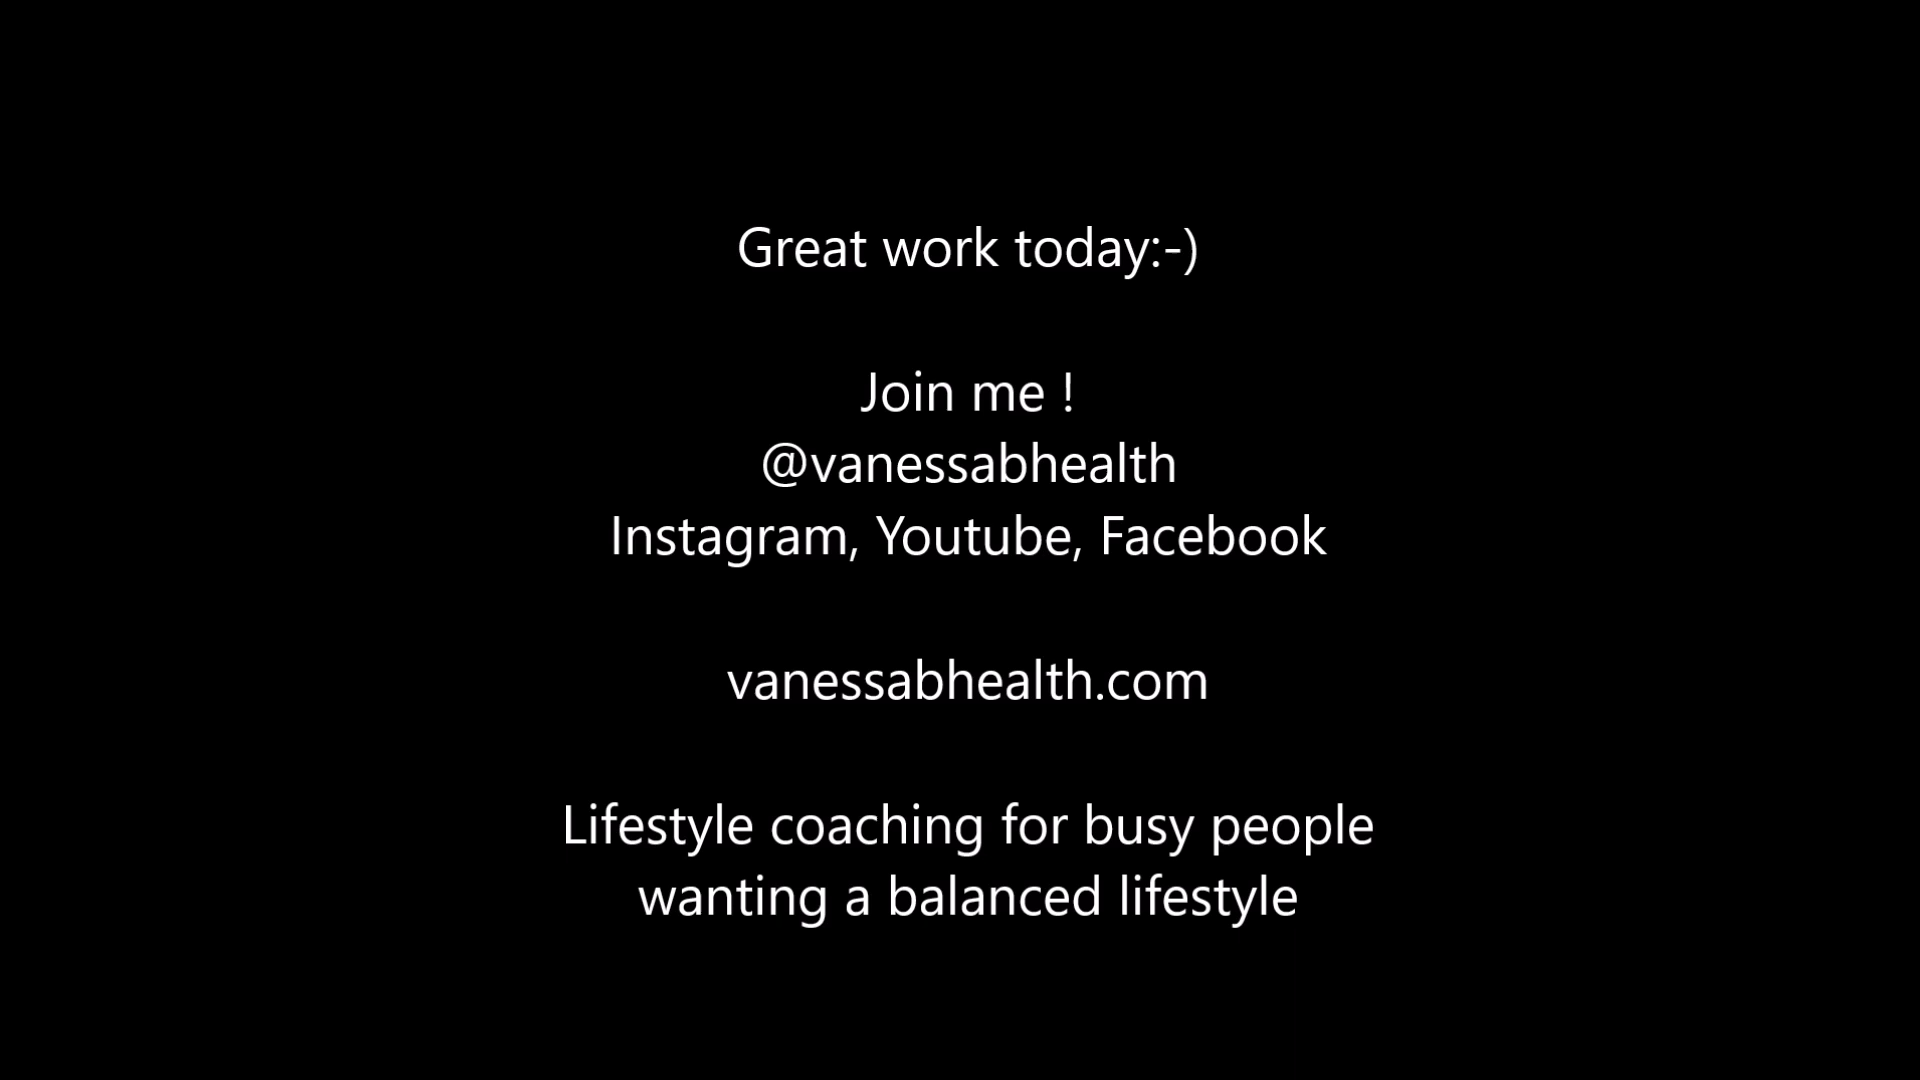 Great work today:-)
Join me !
@vanessabhealth
Instagram, Youtube, Facebook
vanessabhealth.com
Lifestyle coaching for busy people
wanting a balanced lifestyle